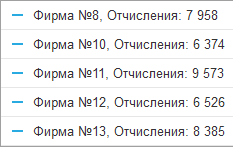 Фирма №8, Отчисления: 7 958
Фирма №10, Отчисления: 6 374
Фирма №11, Отчисления: 9 573
Фирма №12, Отчисления: 6 526
Фирма №13, Отчисления: 8 385